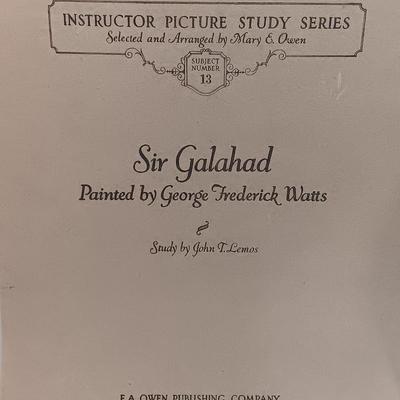 INSTRUCTOR PICTURE STUDY SERIES
Selected and Arranged by Mary E. Owen
SUBJECT
NUMBER
13
Sir Galahad
Painted by George Frederick Watts
Study by John T. Lemos
F. A. OWEN PUBLISHING COMPANY